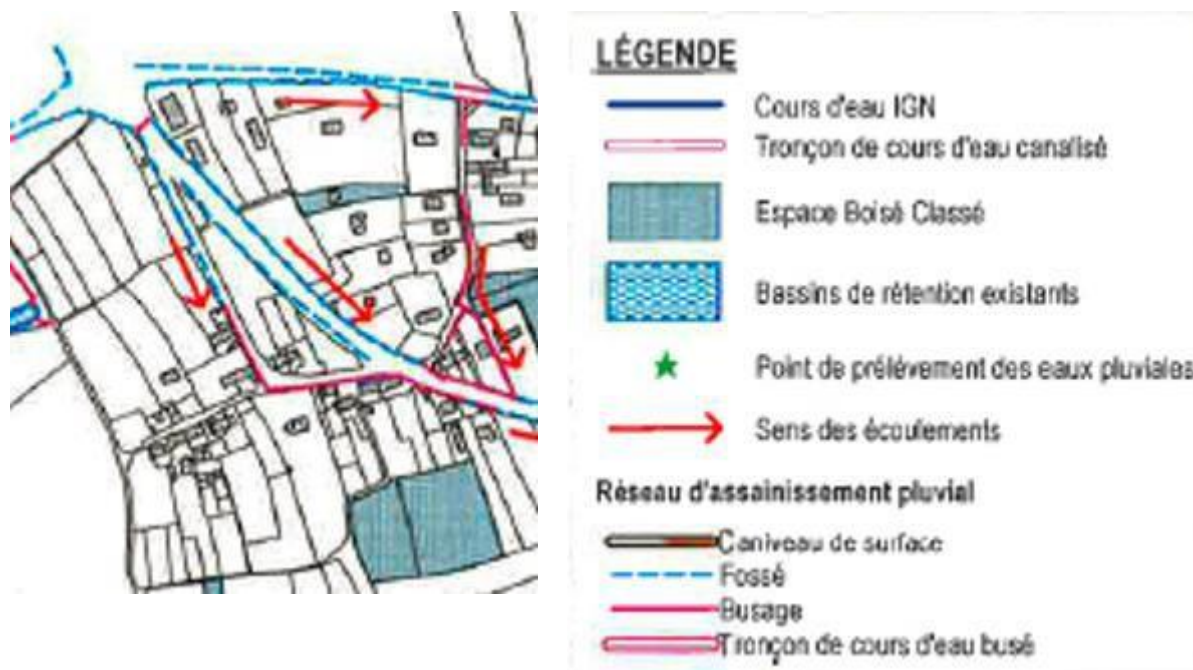 LÉGENDE
Cours d'eau IGN
Tronçon de cours d'eau canalisé
Espace Boisé Classé
Bassins de rétention existants
Point de prélévement des eaux pluviales
Sens des écoulements
Réseau d'assainissement pluvial
Caniveau de surface
Fossé
Busage
Tronçon de cours d'eau busé